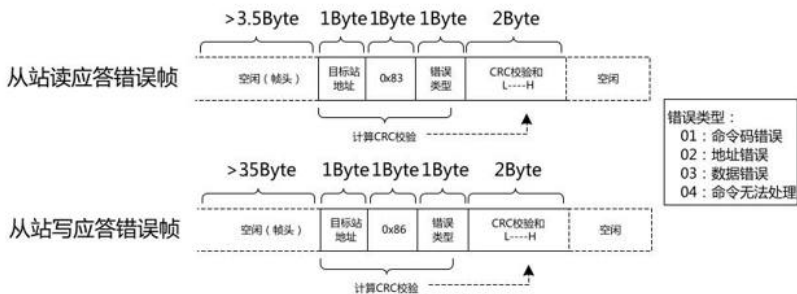 >3.5Byte 1Byte 1Byte 1Byte 2Byte
从站读应答错误帧
空闲（帧头） 目标站地址 0x83 错误类型 CRC校验和 L----H 空闲
计算CRC校验
>35Byte 1Byte 1Byte 1Byte 2Byte
从站写应答错误帧
空闲（帧头） 目标站地址 0x86 错误类型 CRC校验和 L----H 空闲
计算CRC校验
错误类型：
01：命令码错误
02：地址错误
03：数据错误
04：命令无法处理